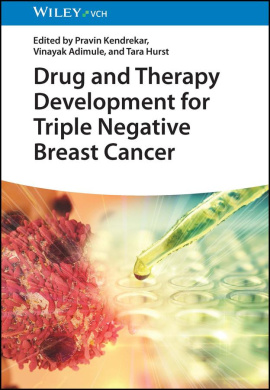 WILEY-VCH
Edited by Pravin Kendrekar,
Vinayak Adimule, and Tara Hurst
Drug and Therapy
Development for
Triple Negative
Breast Cancer